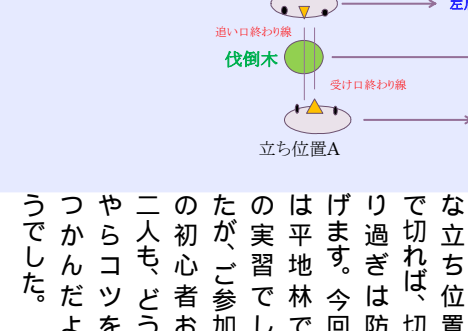 左
追い口終わり線
伐倒木
受け口終わり線
立ち位置A
な立ち位置
で切れば、切
り過ぎは防
げます。今回
は平地林で
の実習でし
たが、ご参加
の初心者お
二人も、どう
やらコツを
つかんだよ
うでした。